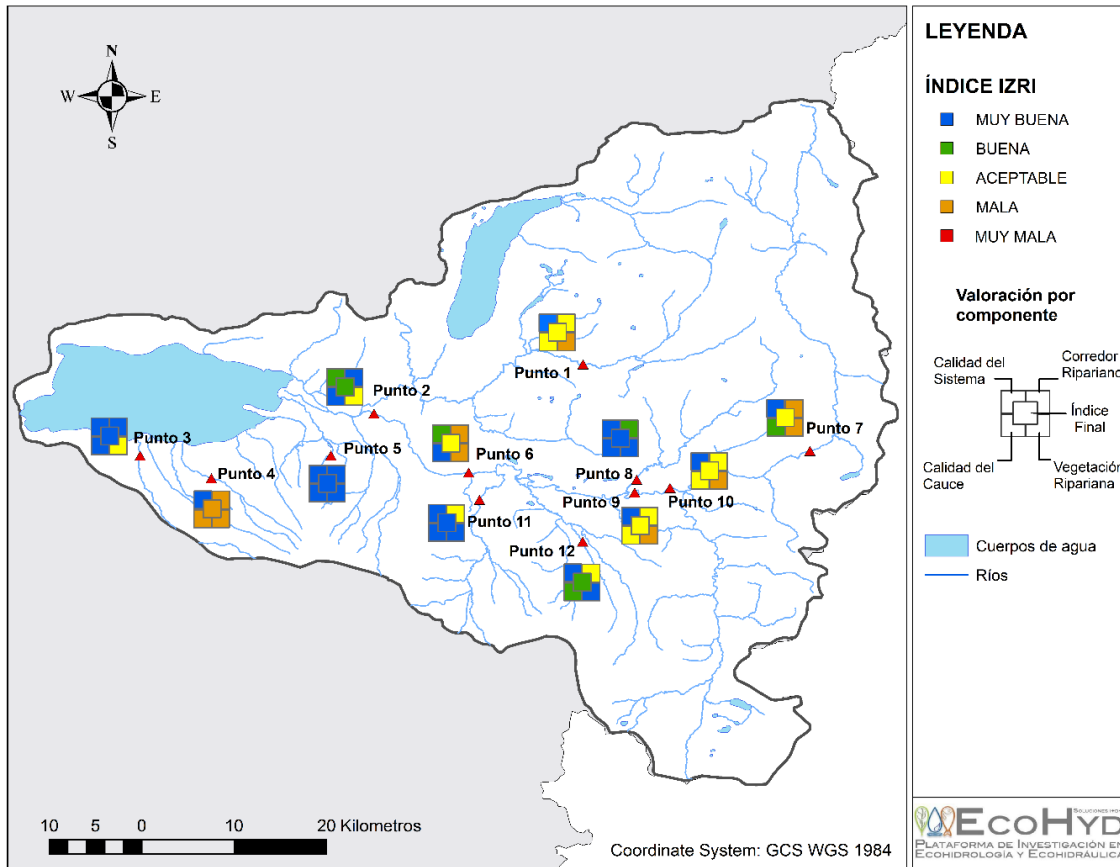 N
W
E
S
Punto 1
Punto 2
Punto 3
Punto 4
Punto 5
Punto 6
Punto 7
Punto 8
Punto 9
Punto 10
Punto 11
Punto 12
10 5 0 10 20 Kilometros
Coordinate System: GCS WGS 1984
LEYENDA
ÍNDICE IZRI
MUY BUENA
BUENA
ACEPTABLE
MALA
MUY MALA
Valoración por
componente
Calidad del
Sistema
Corredor
Ripariano
Índice
Final
Calidad del
Cauce
Vegetación
Ripariana
Cuerpos de agua
Ríos
ECOHYD
PLATAFORMA DE INVESTIGACIÓN
ECOHIDROLOGÍA Y ECOHIDRÁULICA